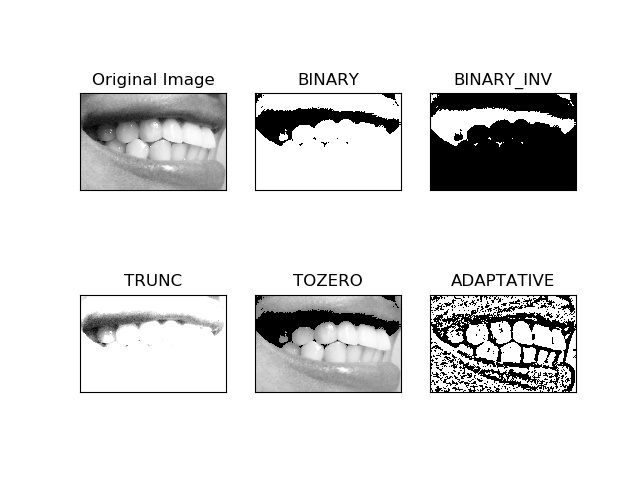 Original Image
BINARY
BINARY_INV
TRUNC
TOZERO
ADAPTATIVE